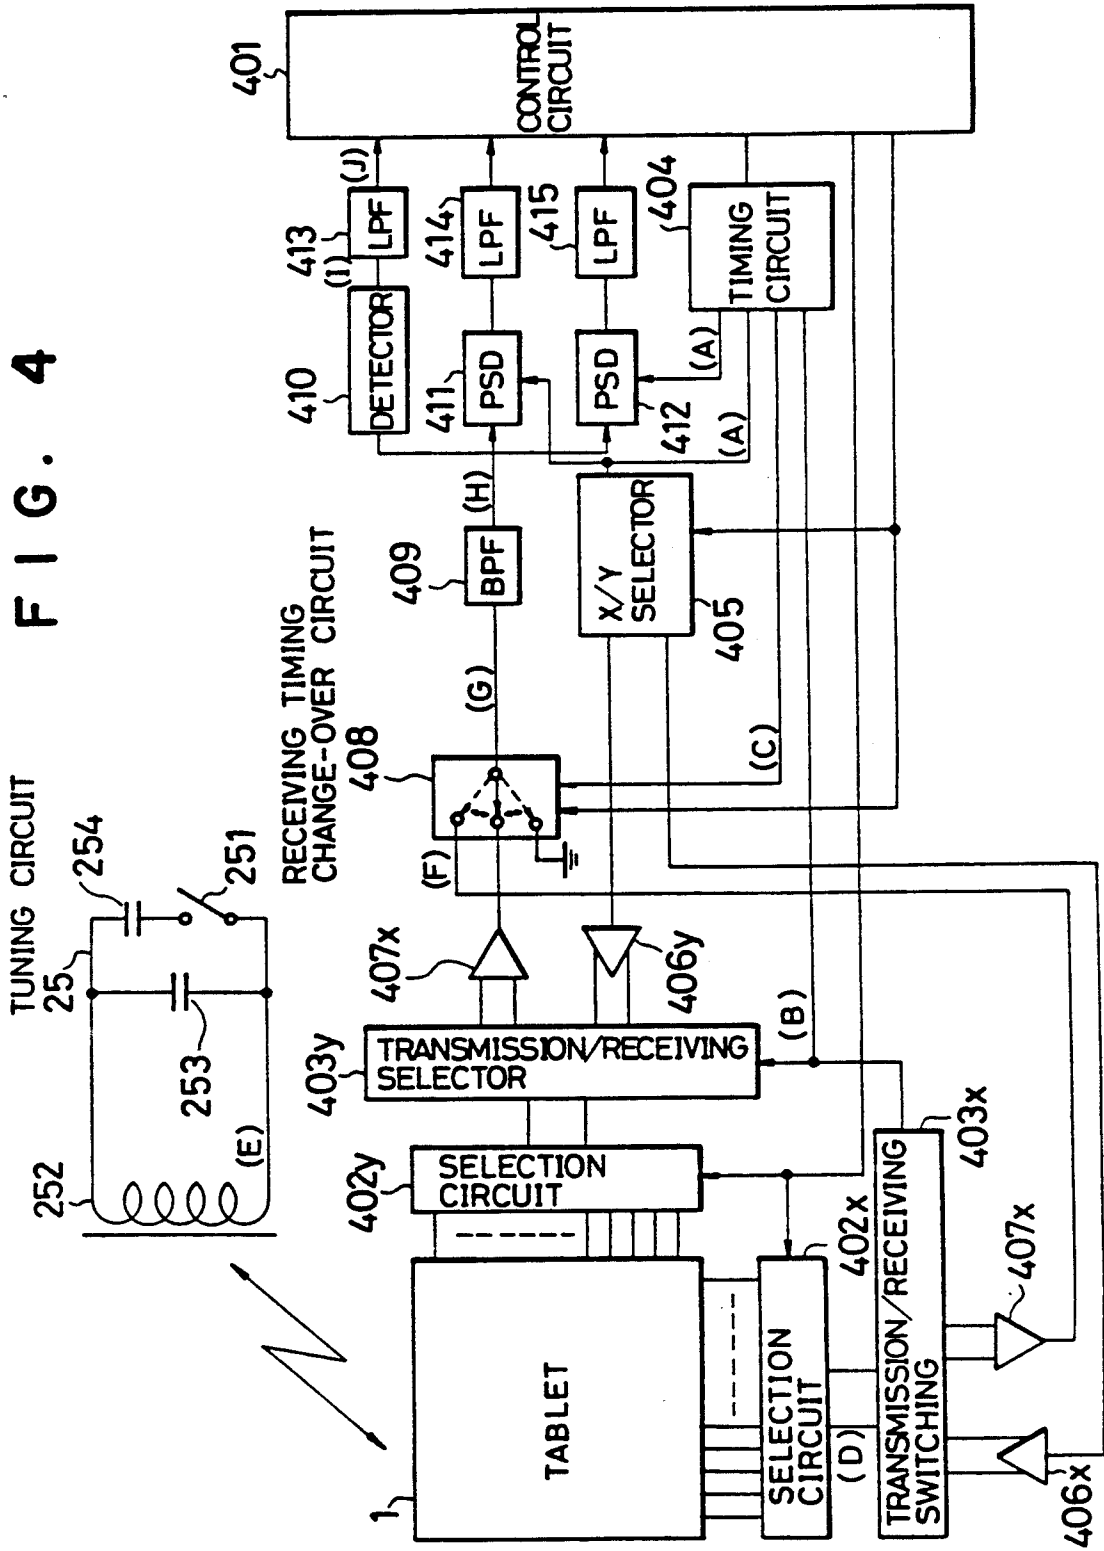 FIG. 4
TUNING CIRCUIT
25
254
251
252
253
(E)
RECEIVING TIMING
CHANGE-OVER CIRCUIT
408
401
CONTROL
CIRCUIT
(J)
413
LPF
(I)
410
DETECTOR
414
LPF
411
PSD
415
LPF
PSD
412
404
TIMING
CIRCUIT
(A)
(A)
(H)
409
BPF
(G)
(F)
X/Y
SELECTOR
405
(C)
407x
406y
403y
TRANSMISSION/RECEIVING
SELECTOR
(B)
402y
SELECTION
CIRCUIT
1
TABLET
402x
SELECTION
CIRCUIT
(D)
403x
TRANSMISSION/RECEIVING
SWITCHING
407x
406x